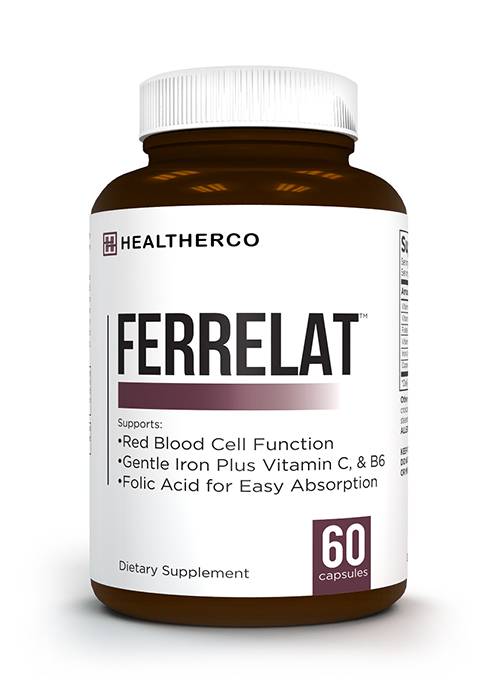 HEALTHERCO
FERRELAT™
Supports:
•Red Blood Cell Function
•Gentle Iron Plus Vitamin C, & B6
•Folic Acid for Easy Absorption
Dietary Supplement
60
capsules